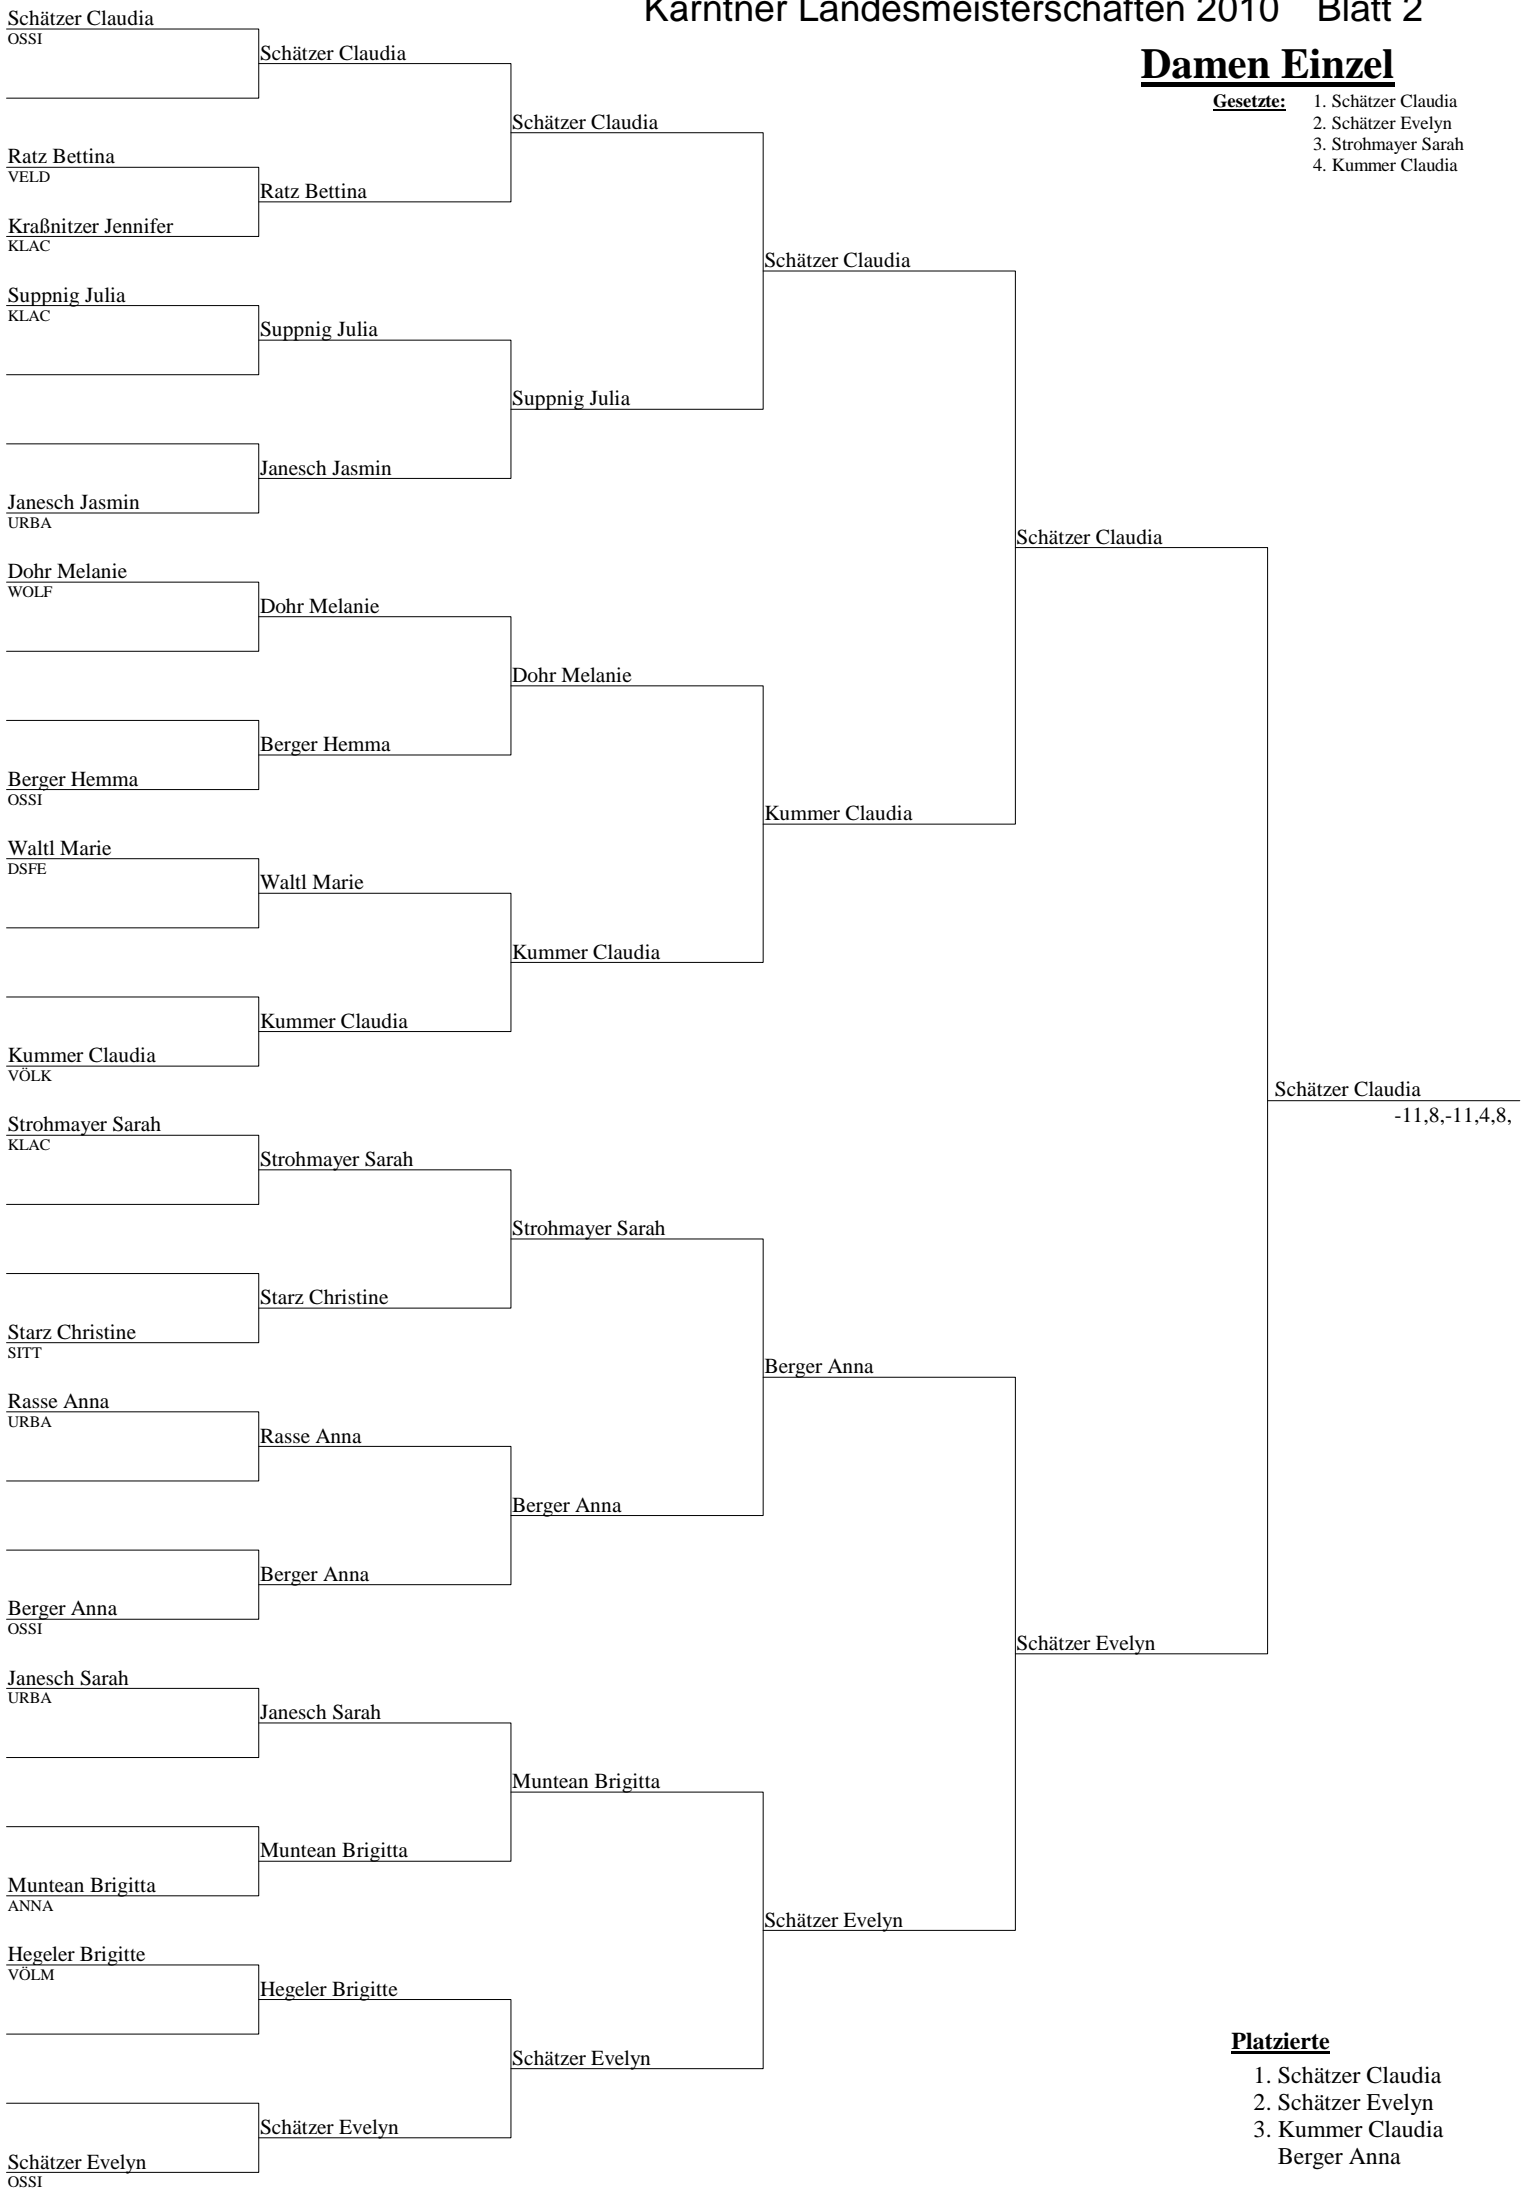 Kärntner Landesmeisterschaften 2010 Blatt 2
Damen Einzel
Gesetzte: 1. Schätzer Claudia
2. Schätzer Evelyn
3. Strohmayer Sarah
4. Kummer Claudia
Schätzer Claudia
OSSI
Ratz Bettina
VELD
Kraßnitzer Jennifer
KLAC
Suppnig Julia
KLAC
Janesch Jasmin
URBA
Dohr Melanie
WOLF
Berger Hemma
OSSI
Waltl Marie
DSFE
Kummer Claudia
VÖLK
Strohmayer Sarah
KLAC
Starz Christine
SITT
Rasse Anna
URBA
Berger Anna
OSSI
Janesch Sarah
URBA
Muntean Brigitta
ANNA
Hegeler Brigitte
VÖLM
Schätzer Evelyn
OSSI
Schätzer Claudia
Ratz Bettina
Suppnig Julia
Janesch Jasmin
Dohr Melanie
Berger Hemma
Waltl Marie
Kummer Claudia
Strohmayer Sarah
Starz Christine
Rasse Anna
Berger Anna
Janesch Sarah
Muntean Brigitta
Hegeler Brigitte
Schätzer Evelyn
Schätzer Claudia
Suppnig Julia
Dohr Melanie
Kummer Claudia
Strohmayer Sarah
Berger Anna
Muntean Brigitta
Schätzer Evelyn
Schätzer Claudia
Kummer Claudia
Berger Anna
Schätzer Evelyn
Schätzer Claudia
Schätzer Evelyn
Schätzer Claudia
-11,8,-11,4,8,
Platzierte
1. Schätzer Claudia
2. Schätzer Evelyn
3. Kummer Claudia
Berger Anna